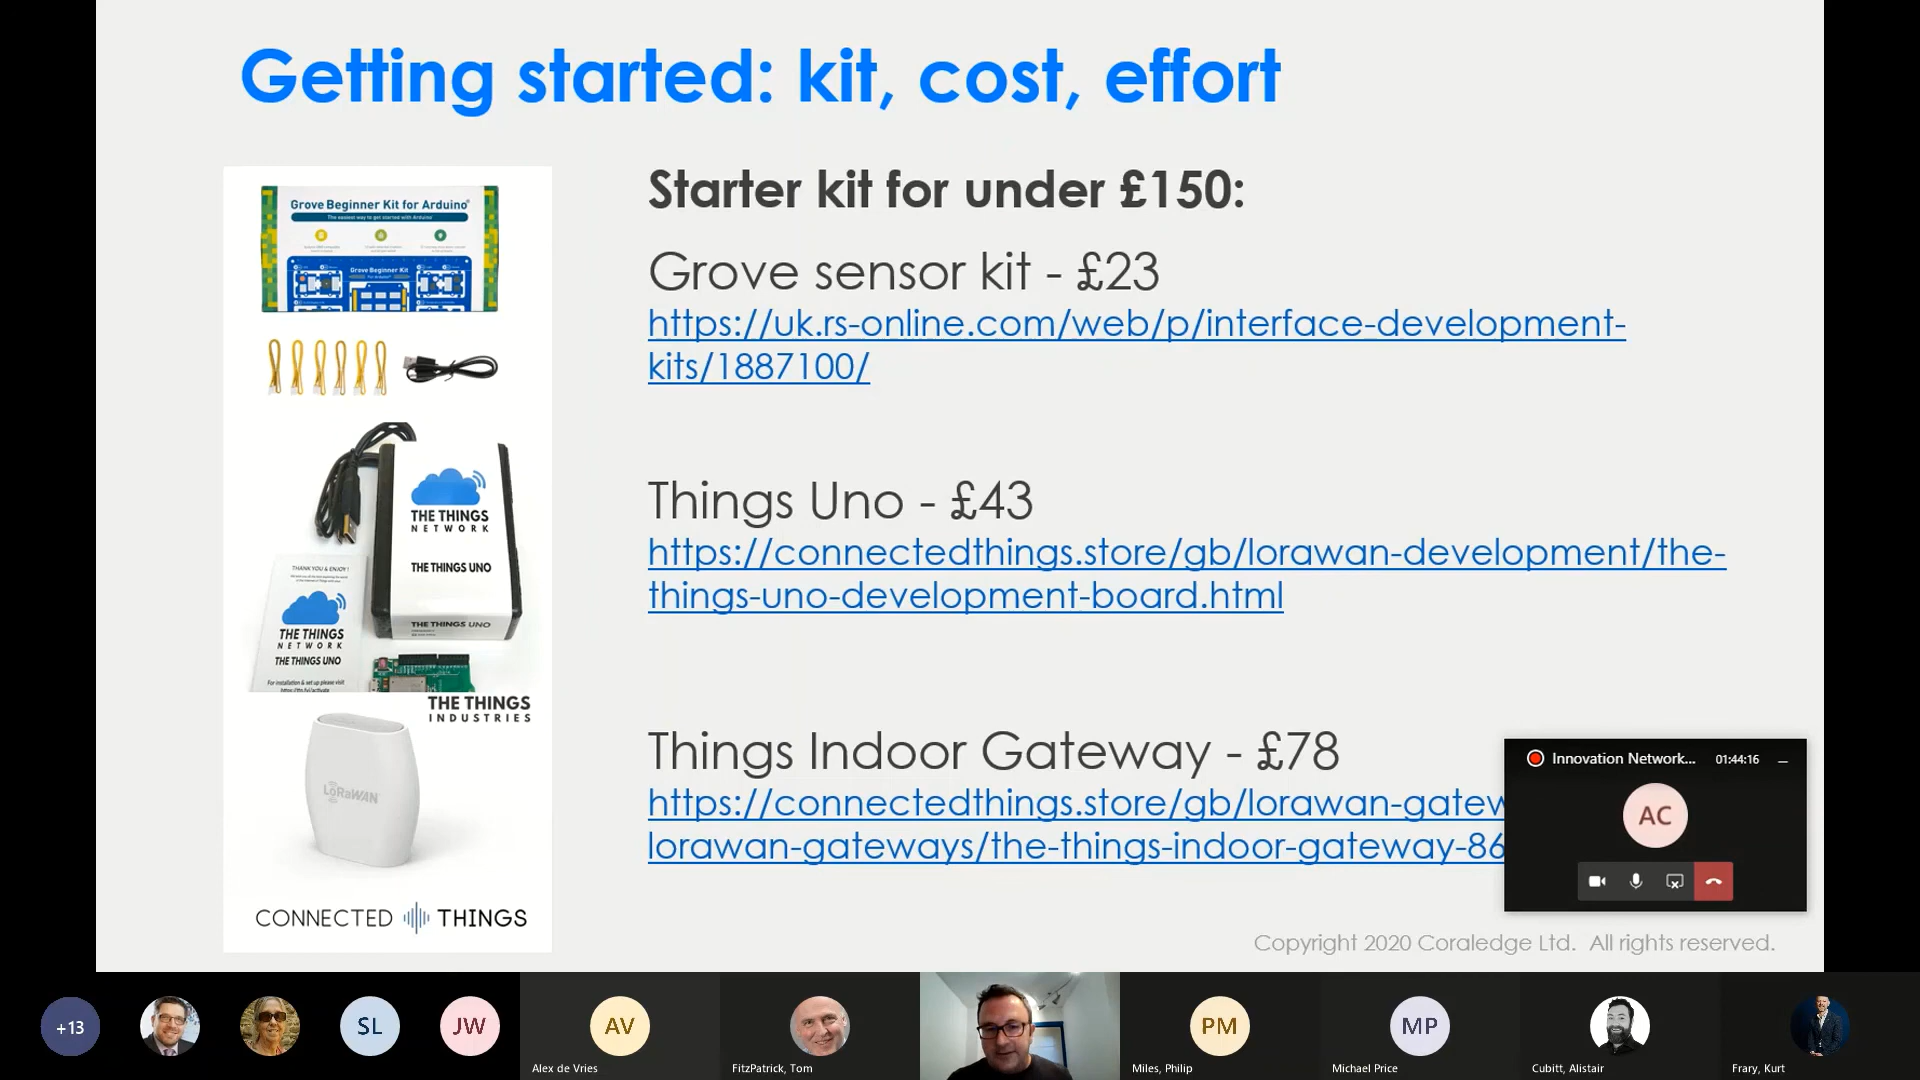 Getting started: kit, cost, effort
Grove Beginner Kit for Arduino
The easiest way to get started with Arduino
Grove Beginner Kit
For Arduino
THE THINGS
NETWORK
THE THINGS UNO
THE THINGS UNO
THANK YOU & ENJOY!
THE THINGS
NETWORK
THE THINGS UNO
For installation & set up please visit
THE THINGS
INDUSTRIES
LoRaWAN
CONNECTED THINGS
Starter kit for under £150:
Grove sensor kit - £23
https://uk.rs-online.com/web/p/interface-development-
kits/1887100/
Things Uno - £43
https://connectedthings.store/gb/lorawan-development/the-
things-uno-development-board.html
Things Indoor Gateway - £78
https://connectedthings.store/gb/lorawan-gatew
lorawan-gateways/the-things-indoor-gateway-86
Innovation Network... 01:44:16
AC
Copyright 2020 Coraledge Ltd. All rights reserved.
+13
SL
JW
AV
PM
MP
Alex de Vries
FitzPatrick, Tom
Miles, Philip
Michael Price
Cubitt, Alistair
Frary, Kurt